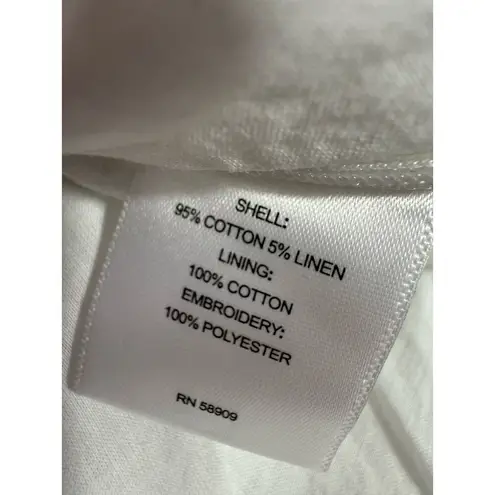 SHELL:
95% COTTON 5% LINEN
LINING:
100% COTTON
EMBROIDERY:
100% POLYESTER
RN 58909